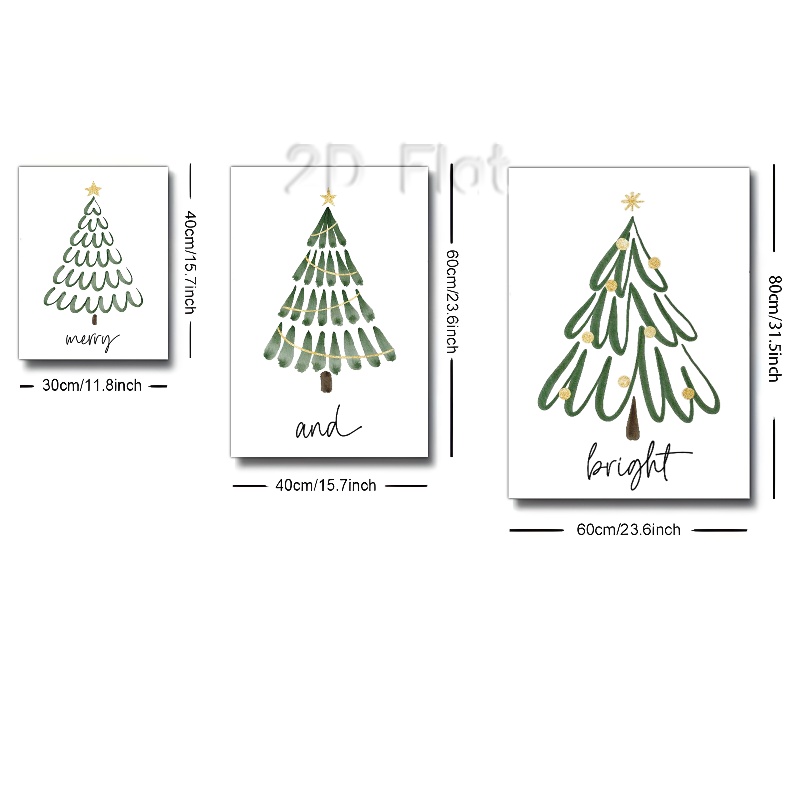 2D Flat
merry
40cm/15.7inch
30cm/11.8inch
and
60cm/23.6inch
40cm/15.7inch
bright
80cm/31.5inch
60cm/23.6inch